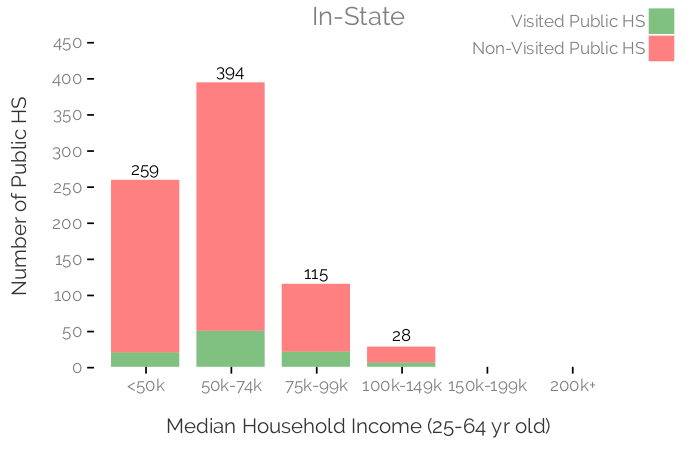 In-State
Visited Public HS
Non-Visited Public HS
Number of Public HS
450
400
350
300
250
200
150
100
50
0
259
394
115
28
<50k
50k-74k
75k-99k
100k-149k
150k-199k
200k+
Median Household Income (25-64 yr old)